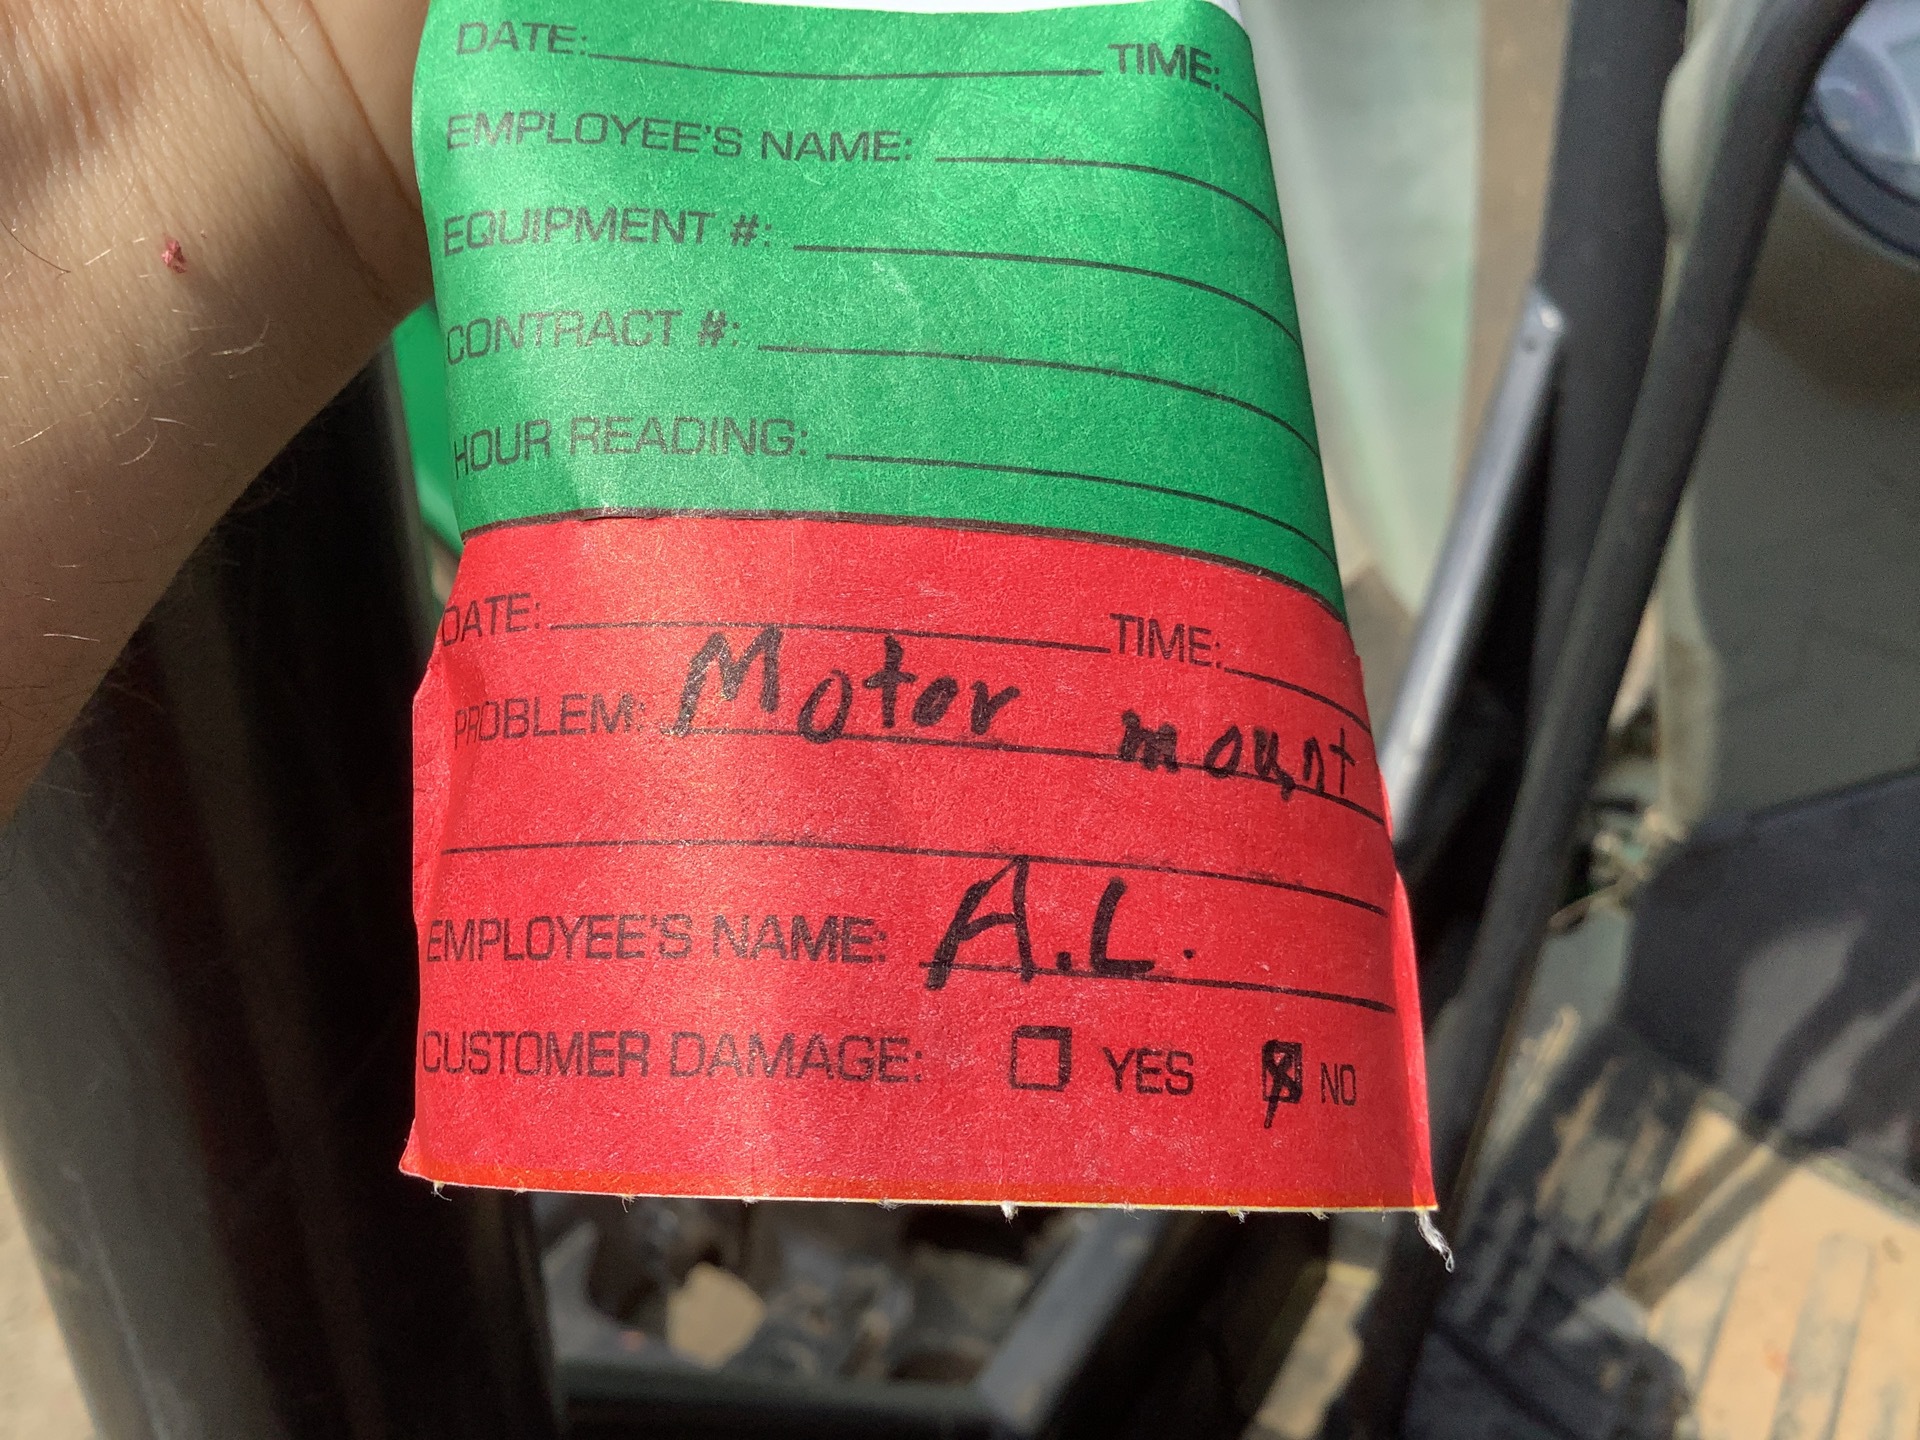 DATE: TIME:
EMPLOYEE'S NAME:
EQUIPMENT #:
CONTRACT #:
HOUR READING:
DATE: TIME:
PROBLEM: Motor mount
EMPLOYEE'S NAME: A.L.
CUSTOMER DAMAGE: YES NO